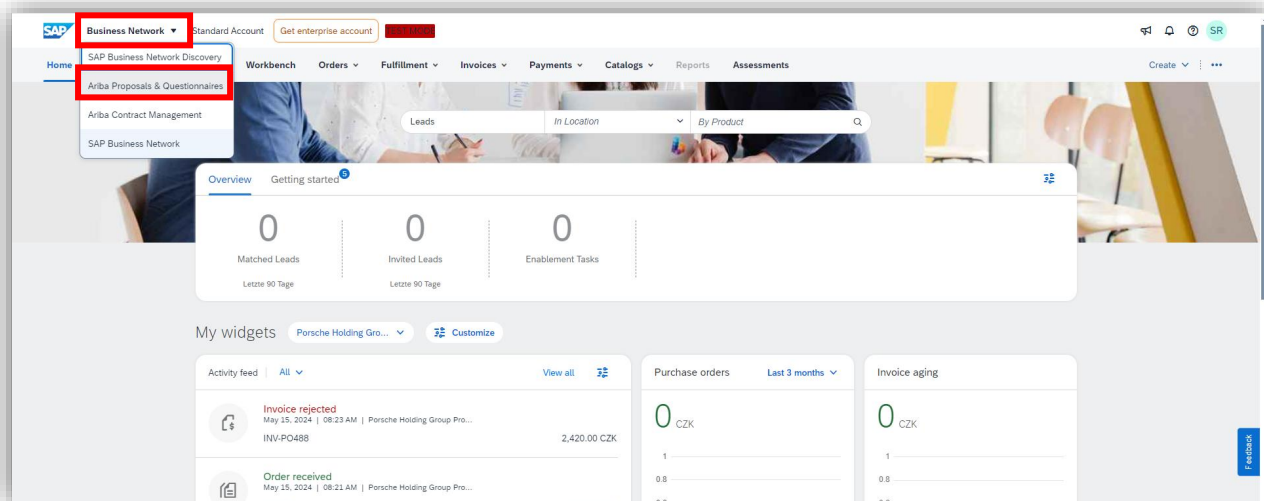 SAP Business Network ▼ Standard Account Get enterprise account TEST MODE SR
SAP Business Network Discovery
Ariba Proposals & Questionnaires
Ariba Contract Management
SAP Business Network
Home Workbench Orders Fulfillment Invoices Payments Catalogs Reports Assessments Create
Leads In Location By Product
Overview Getting started 5
0 0 0
Matched Leads Invited Leads Enablement Tasks
Letzte 90 Tage Letzte 90 Tage
My widgets Porsche Holding Gro... Customize
Activity feed All View all
Invoice rejected
May 15, 2024 | 08:23 AM | Porsche Holding Group Pro...
INV-PO488 2,420.00 CZK
Order received
May 15, 2024 | 08:21 AM | Porsche Holding Group Pro...
Purchase orders Last 3 months
0 CZK
1
0.8
Invoice aging
0 CZK
1
0.8
Feedback